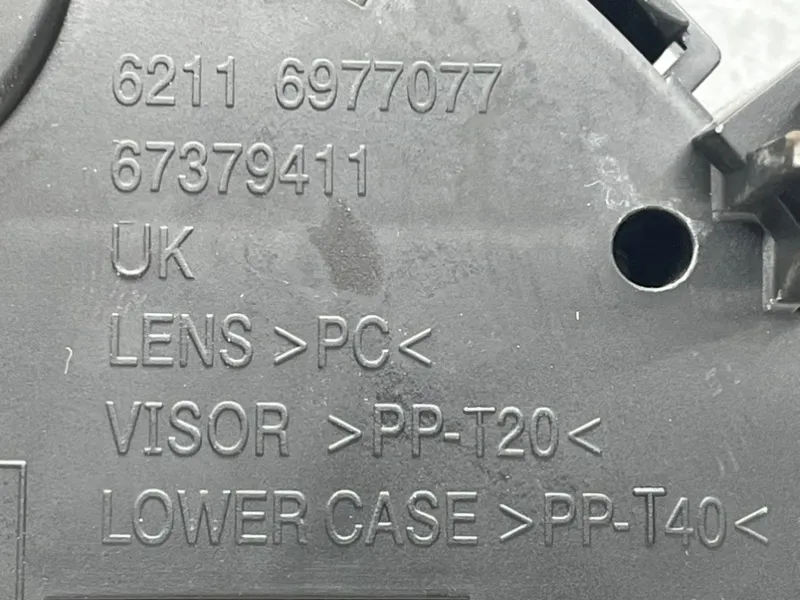 6211 6977077
67379411
UK
LENS >PC<
VISOR >PP-T20<
LOWER CASE >PP-T40<